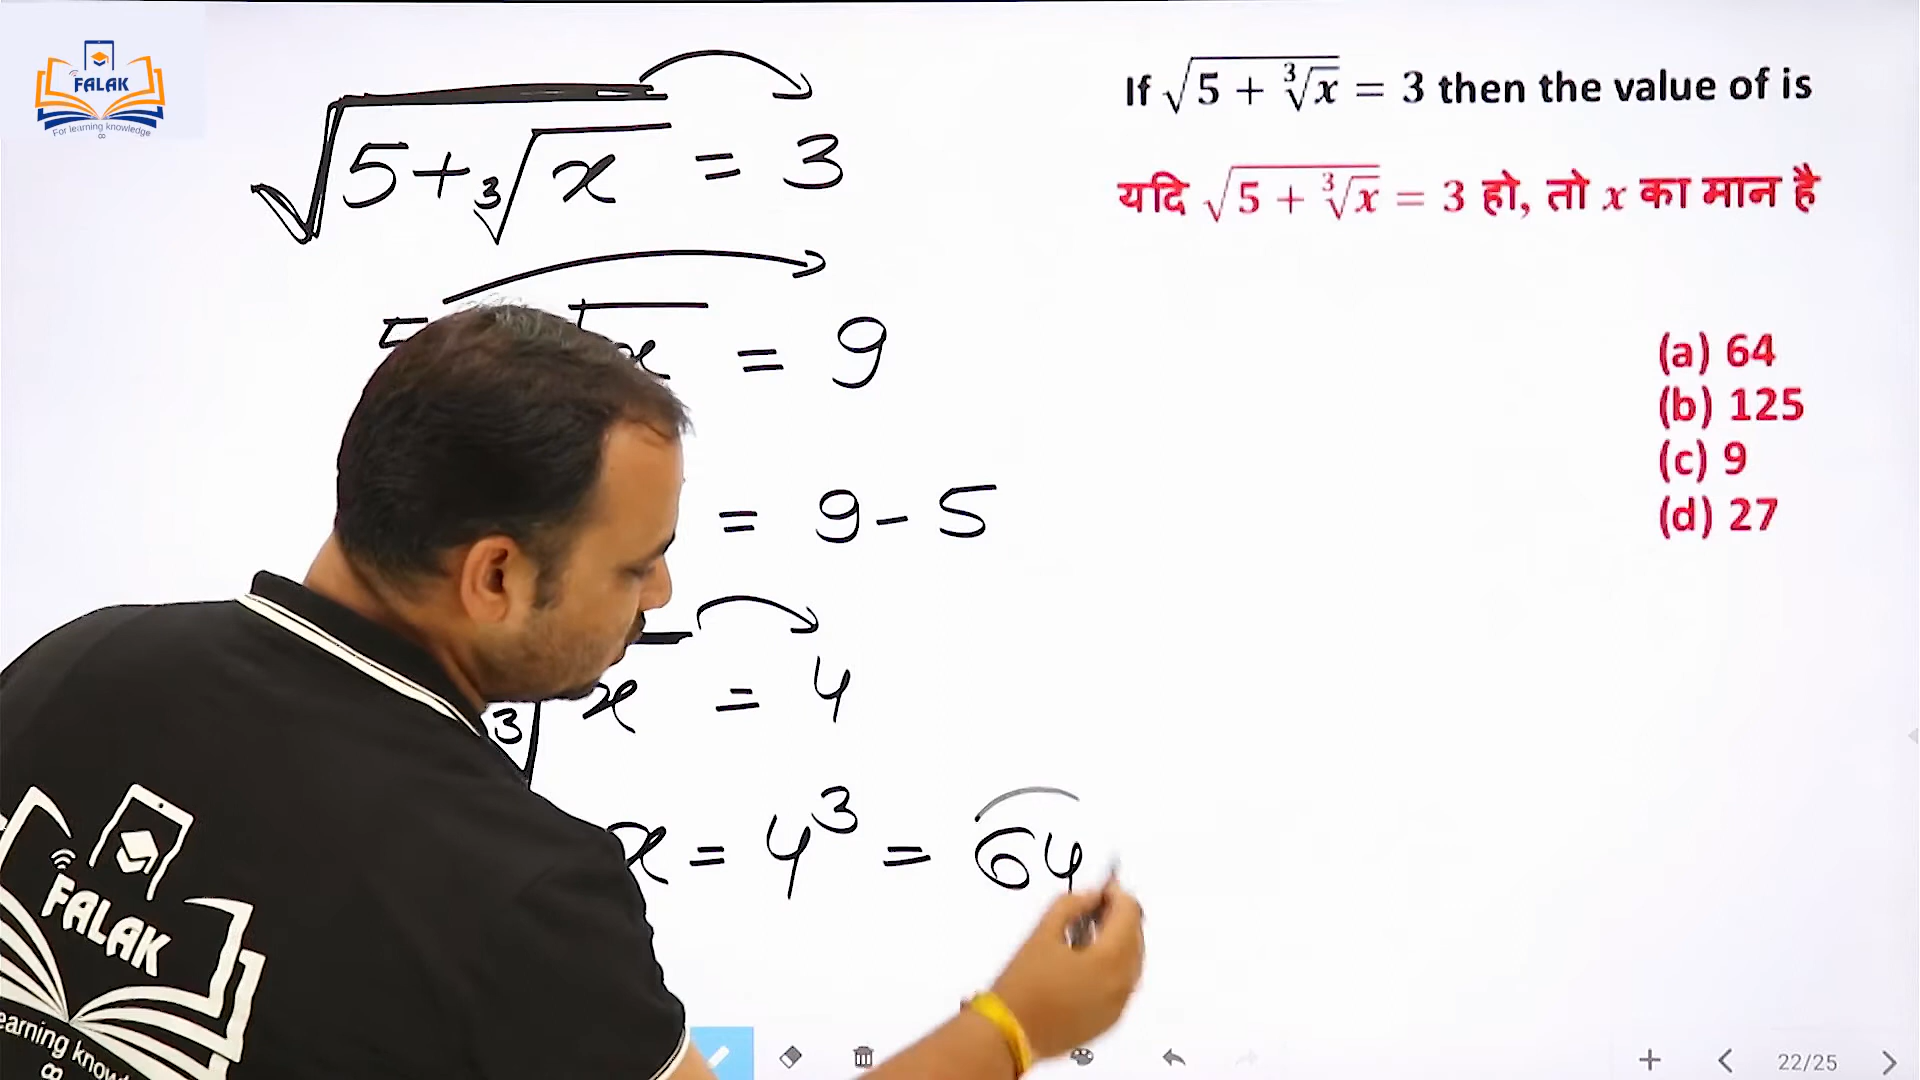 FALAK
For learning knowledge
√(5+∛x) = 3
x = 9
= 9 - 5
∛x = 4
x = 4³ = 64
If √(5 + ∛x) = 3 then the value of is
यदि √(5 + ∛x) = 3 हो, तो x का मान है
(a) 64
(b) 125
(c) 9
(d) 27
FALAK
earning know
22/25